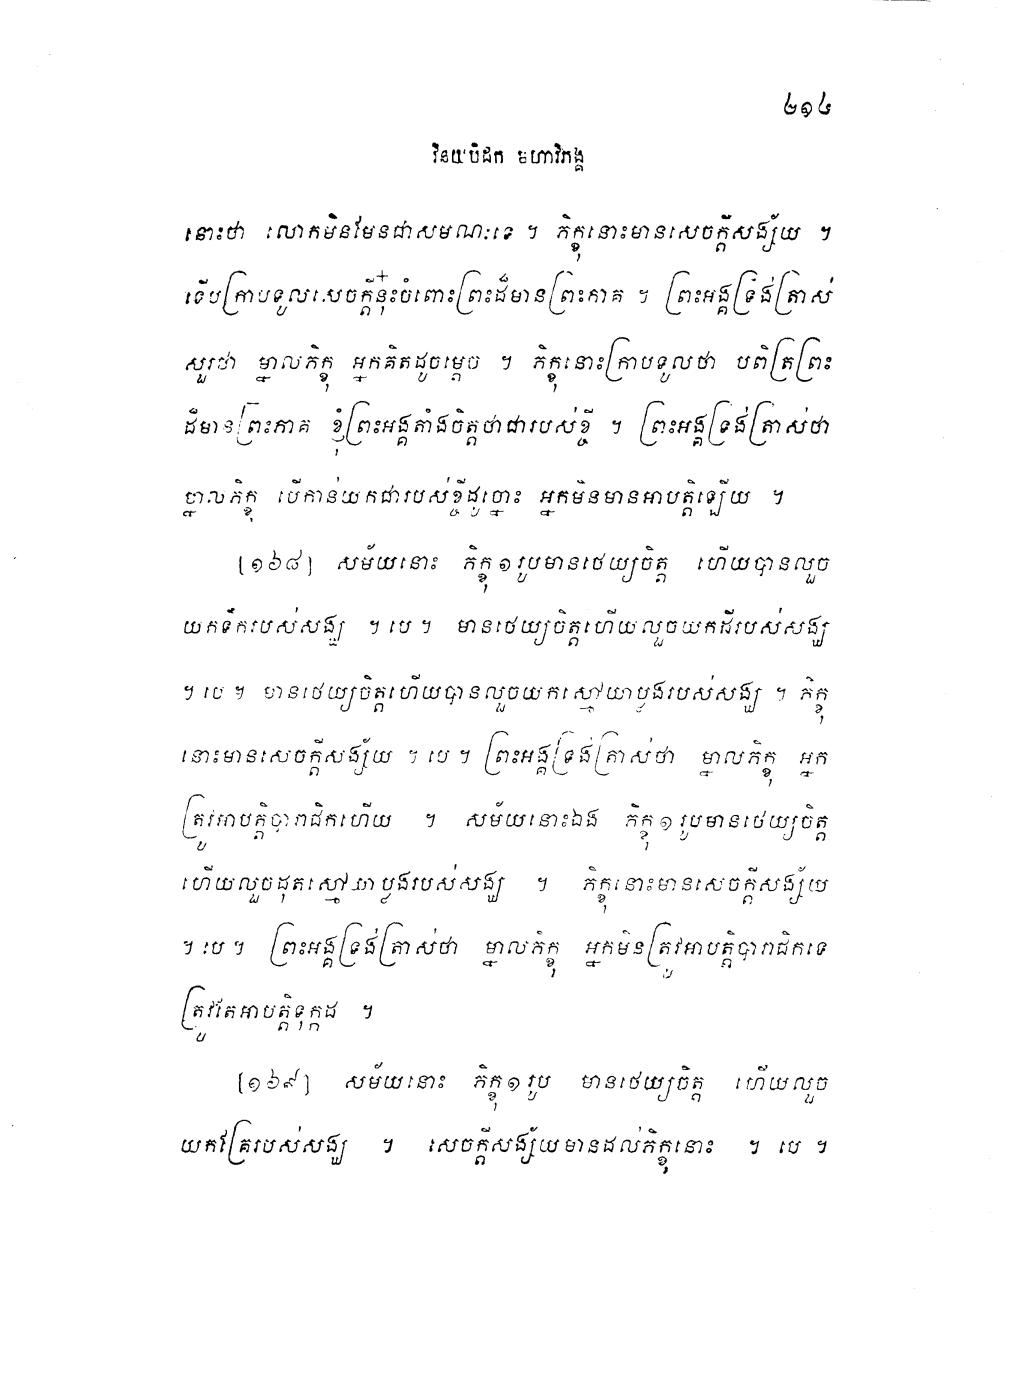 ២១៤
វិនយបិដក មហាវិភង្គ
នោះថា លោកមិនមែនជាសមណៈទេ ។ ភិក្ខុនោះមានសេចក្តីសង្ស័យ ។
ទើបក្រាបទូលសេចក្តីនុ៎ះចំពោះព្រះដ៏មានព្រះភាគ ។ ព្រះអង្គទ្រង់ត្រាស់
សួរថា ម្នាលភិក្ខុ អ្នកគិតដូចម្តេច ។ ភិក្ខុនោះក្រាបទូលថា បពិត្រព្រះ
ដ៏មានព្រះភាគ ខ្ញុំព្រះអង្គតាំងចិត្តថាជារបស់ខ្ចី ។ ព្រះអង្គទ្រង់ត្រាស់ថា
ម្នាលភិក្ខុ បើកាន់យកជារបស់ខ្ចីដូច្នោះ អ្នកមិនមានអាបត្តិឡើយ ។
[១៦៨] សម័យនោះ ភិក្ខុ១រូបមានថេយ្យចិត្ត ហើយបានលួច
យកទឹករបស់សង្ឃ ។ បេ ។ មានថេយ្យចិត្តហើយលួចយកដីរបស់សង្ឃ
។ បេ ។ មានថេយ្យចិត្តហើយបានលួចយកស្មៅយាប្លងរបស់សង្ឃ ។ ភិក្ខុ
នោះមានសេចក្តីសង្ស័យ ។ បេ ។ ព្រះអង្គទ្រង់ត្រាស់ថា ម្នាលភិក្ខុ អ្នក
ត្រូវអាបត្តិបារាជិកហើយ ។ សម័យនោះឯង ភិក្ខុ១រូបមានថេយ្យចិត្ត
ហើយលួចដុតស្មៅយាប្លងរបស់សង្ឃ ។ ភិក្ខុនោះមានសេចក្តីសង្ស័យ
។ បេ ។ ព្រះអង្គទ្រង់ត្រាស់ថា ម្នាលភិក្ខុ អ្នកមិនត្រូវអាបត្តិបារាជិកទេ
ត្រូវតែអាបត្តិទុក្កដ ។
[១៦៩] សម័យនោះ ភិក្ខុ១រូប មានថេយ្យចិត្ត ហើយលួច
យកគ្រែរបស់សង្ឃ ។ សេចក្តីសង្ស័យមានដល់ភិក្ខុនោះ ។ បេ ។